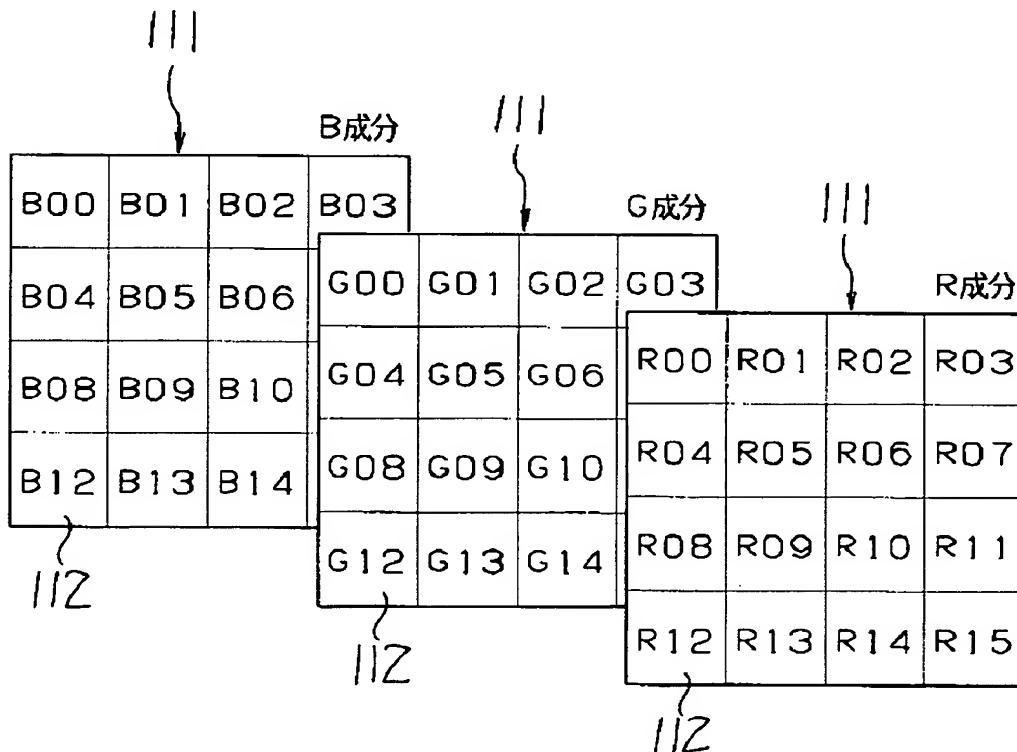 111
B成分
B00 B01 B02 B03
B04 B05 B06
B08 B09 B10
B12 B13 B14
112
111
G成分
G00 G01 G02 G03
G04 G05 G06
G08 G09 G10
G12 G13 G14
112
111
R成分
R00 R01 R02 R03
R04 R05 R06 R07
R08 R09 R10 R11
R12 R13 R14 R15
112